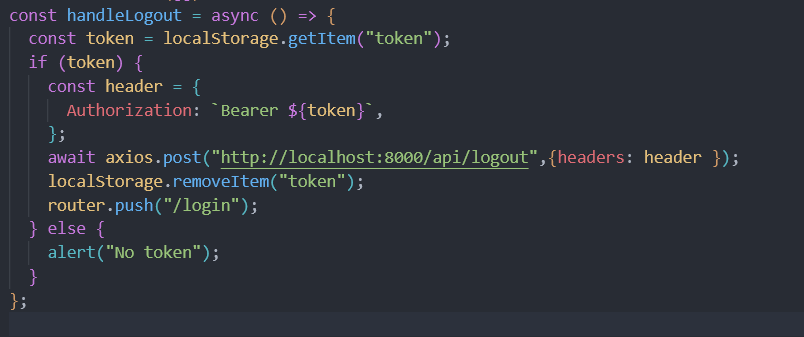 const handleLogout = async () => {
  const token = localStorage.getItem("token");
  if (token) {
    const header = {
      Authorization: `Bearer ${token}`,
    };
    await axios.post("http://localhost:8000/api/logout",{headers: header });
    localStorage.removeItem("token");
    router.push("/login");
  } else {
    alert("No token");
  }
};